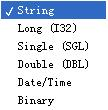 String
Long (I32)
Single (SGL)
Double (DBL)
Date/Time
Binary